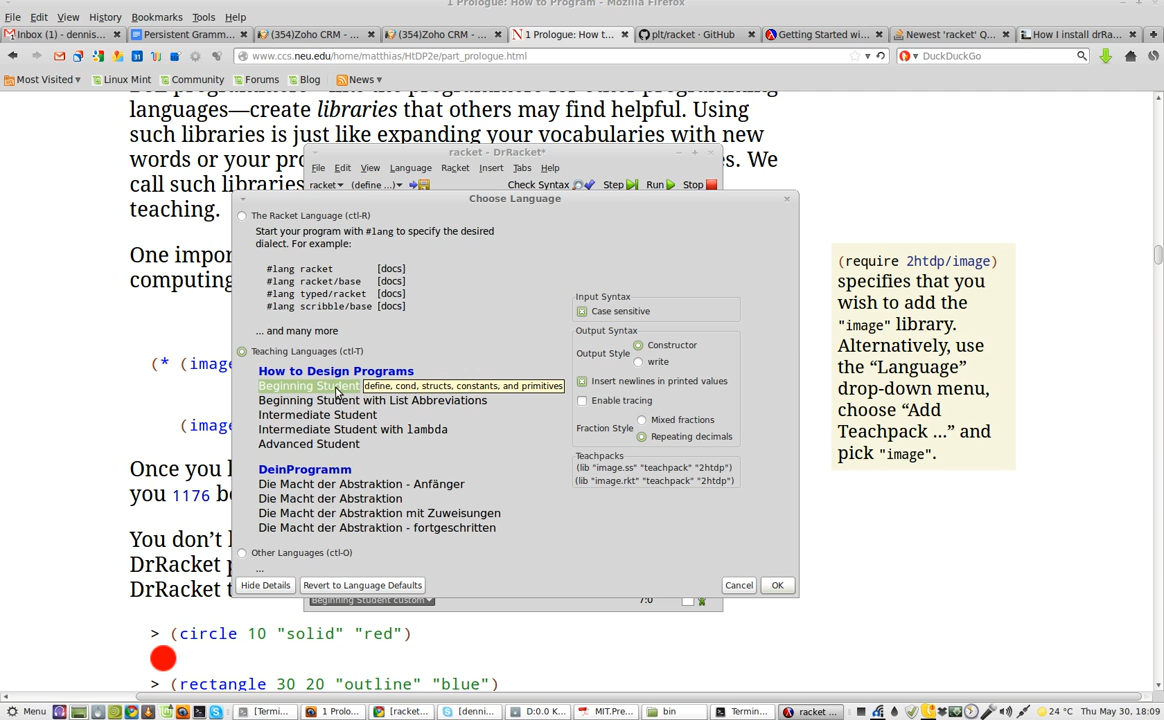 1 Prologue: How to Program - Mozilla Firefox
File Edit View History Bookmarks Tools Help
Inbox (1) - dennis... Persistent Gramm... (354)Zoho CRM - ... (354)Zoho CRM - ... 1 Prologue: How t... plt/racket · GitHub Getting Started wi... Newest 'racket' Q... How I install drRa...
www.ccs.neu.edu/home/matthias/HtDP2e/part_prologue.html DuckDuckGo
Most Visited Linux Mint Community Forums Blog News
languages—create libraries that others may find helpful. Using
such libraries is just like expanding your vocabularies with new
words or your pro
s. We
call such libraries
teaching.
One impor
computing
(* (imag
(imag
Once you l
you 1176 b
You don't
DrRacket p
DrRacket t
> (circle 10 "solid" "red")
> (rectangle 30 20 "outline" "blue")
(require 2htdp/image)
specifies that you
wish to add the
"image" library.
Alternatively, use
the “Language”
drop-down menu,
choose “Add
Teachpack ...” and
pick "image".
racket - DrRacket*
File Edit View Language Racket Insert Tabs Help
racket (define ...) Check Syntax Step Run Stop
Choose Language
The Racket Language (ctl-R)
Start your program with #lang to specify the desired
dialect. For example:
#lang racket [docs]
#lang racket/base [docs]
#lang typed/racket [docs]
#lang scribble/base [docs]
... and many more
Teaching Languages (ctl-T)
How to Design Programs
Beginning Student define, cond, structs, constants, and primitives
Beginning Student with List Abbreviations
Intermediate Student
Intermediate Student with lambda
Advanced Student
DeinProgramm
Die Macht der Abstraktion - Anfänger
Die Macht der Abstraktion
Die Macht der Abstraktion mit Zuweisungen
Die Macht der Abstraktion - fortgeschritten
Other Languages (ctl-O)
...
Input Syntax
Case sensitive
Output Syntax
Output Style Constructor
write
Insert newlines in printed values
Enable tracing
Fraction Style Mixed fractions
Repeating decimals
Teachpacks
(lib "image.ss" "teachpack" "2htdp")
(lib "image.rkt" "teachpack" "2htdp")
Hide Details Revert to Language Defaults Cancel OK
Beginning Student custom 7:0
Menu [Termi... 1 Prolo... [racket... [denni... D:0.0 K... MIT.Pre... bin Termin... racket ... 24 °C Thu May 30, 18:09